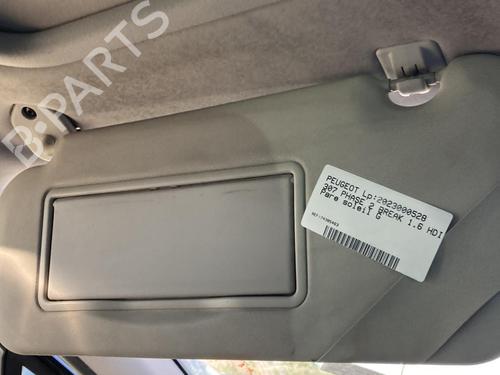 B-PARTS
PEUGEOT Lp:2023000528
307 PHASE 2 BREAK 1.6 HDI
Pare soleil G